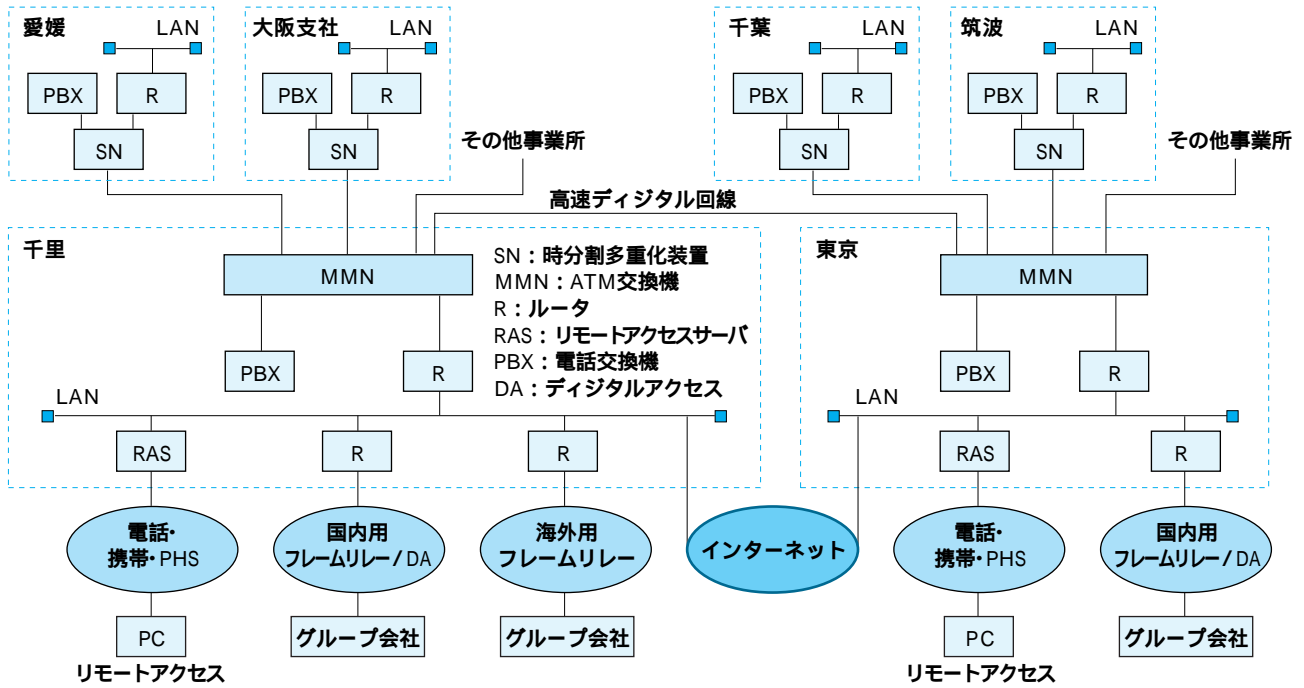 愛媛
LAN
PBX
R
SN
大阪支社
LAN
PBX
R
SN
その他事業所
千葉
LAN
PBX
R
SN
筑波
LAN
PBX
R
SN
その他事業所
高速ディジタル回線
千里
MMN
SN：時分割多重化装置
MMN：ATM交換機
R：ルータ
RAS：リモートアクセスサーバ
PBX：電話交換機
DA：ディジタルアクセス
PBX
R
LAN
RAS
R
R
電話・
携帯・PHS
国内用
フレームリレー/DA
海外用
フレームリレー
インターネット
PC
リモートアクセス
グループ会社
グループ会社
東京
MMN
PBX
R
LAN
RAS
R
電話・
携帯・PHS
国内用
フレームリレー/DA
PC
リモートアクセス
グループ会社